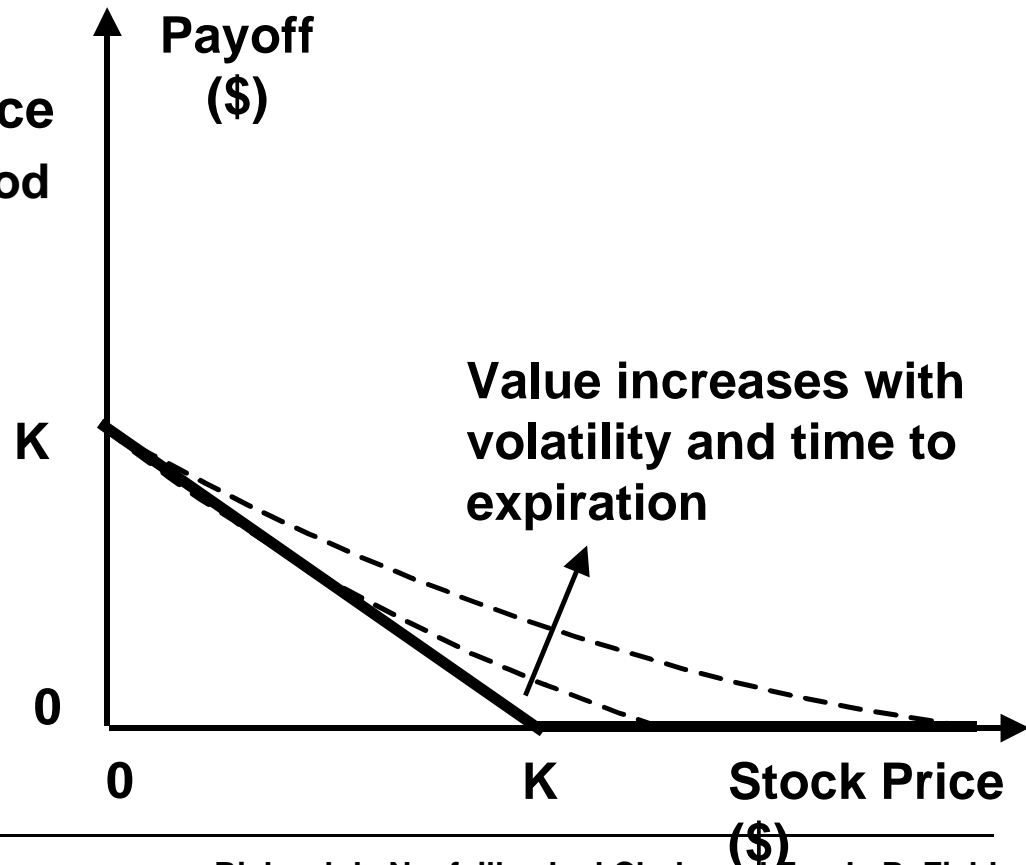 Payoff
($)
ce
od
Value increases with
volatility and time to
expiration
K
0
0
K
Stock Price
($)